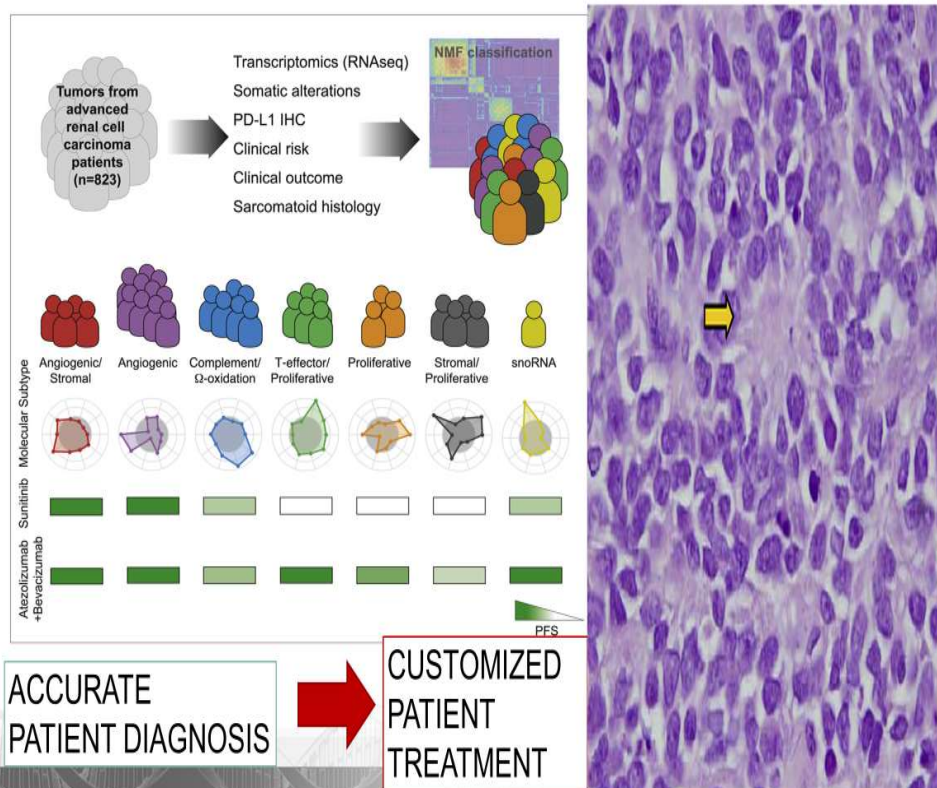 Tumors from
advanced
renal cell
carcinoma
patients
(n=823)
Transcriptomics (RNAseq)
Somatic alterations
PD-L1 IHC
Clinical risk
Clinical outcome
Sarcomatoid histology
NMF classification
Molecular Subtype
Angiogenic/
Stromal
Angiogenic
Complement/
Ω-oxidation
T-effector/
Proliferative
Proliferative
Stromal/
Proliferative
snoRNA
Sunitinib
Atezolizumab
+Bevacizumab
PFS
ACCURATE
PATIENT DIAGNOSIS
CUSTOMIZED
PATIENT
TREATMENT